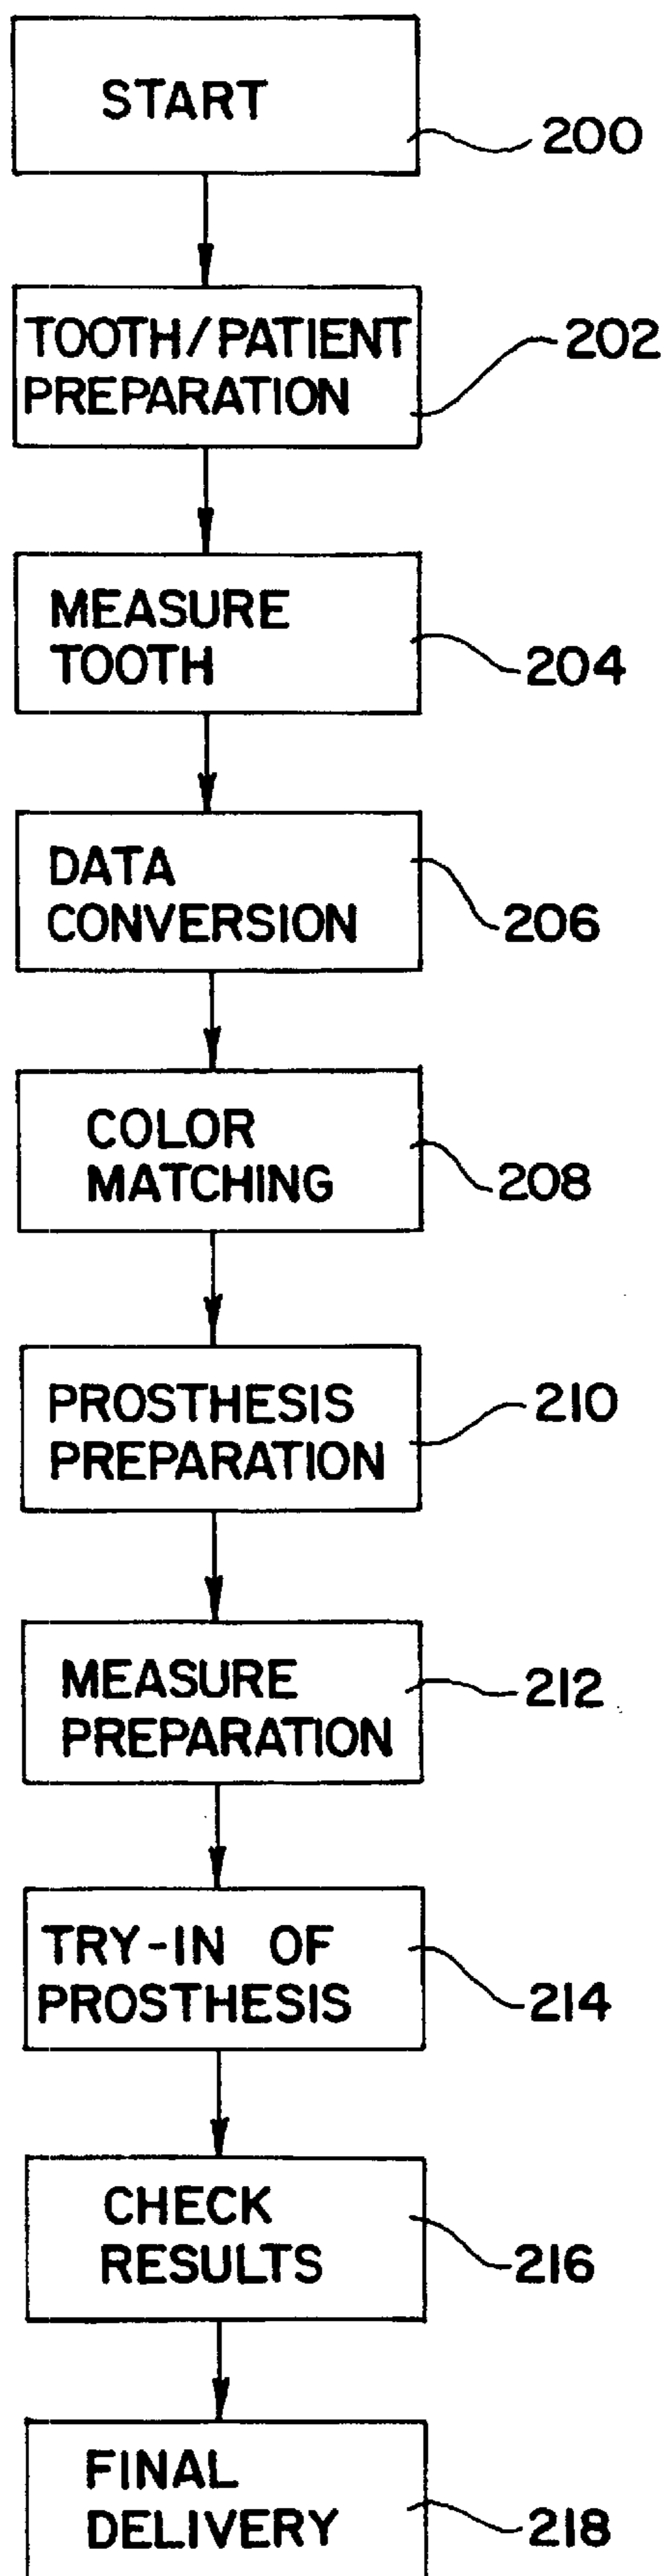 START
200
TOOTH/PATIENT
PREPARATION
202
MEASURE
TOOTH
204
DATA
CONVERSION
206
COLOR
MATCHING
208
PROSTHESIS
PREPARATION
210
MEASURE
PREPARATION
212
TRY-IN OF
PROSTHESIS
214
CHECK
RESULTS
216
FINAL
DELIVERY
218